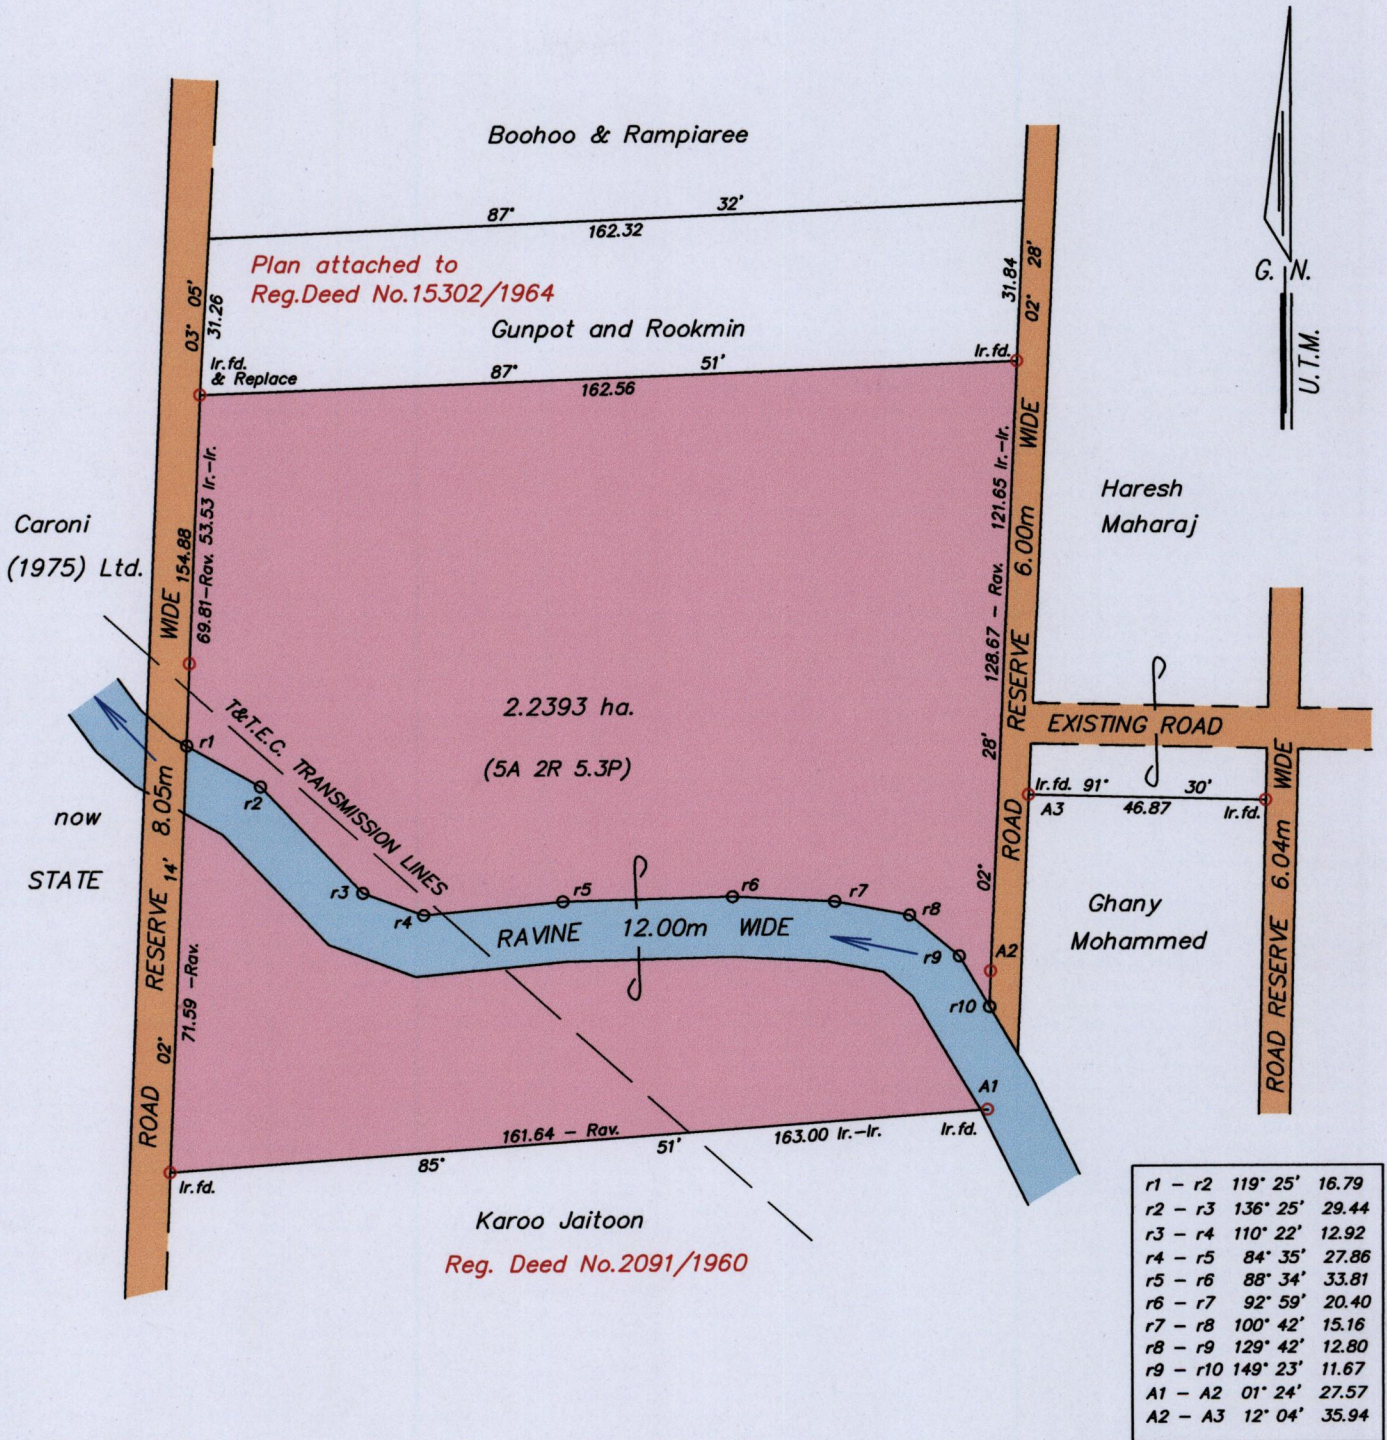 Boohoo & Rampiaree
87° 32'
162.32
Plan attached to
Reg.Deed No.15302/1964
G. N.
U.T.M.
03° 05'
31.26
31.84
02° 28'
Gunpot and Rookmin
Ir.fd.
& Replace
87° 51'
162.56
Ir.fd.
Caroni
(1975) Ltd.
now
STATE
ROAD RESERVE 8.05m WIDE
154.88
02° 14'
69.81-Rav. 53.53 Ir.-Ir.
71.59 -Rav.
121.65 Ir.-Ir.
128.67 - Rav.
02° 28'
ROAD RESERVE 6.00m WIDE
Haresh
Maharaj
2.2393 ha.
(5A 2R 5.3P)
T&T.E.C. TRANSMISSION LINES
EXISTING ROAD
Ir.fd. 91° 30'
A3 46.87 Ir.fd.
ROAD RESERVE 6.04m WIDE
Ghany
Mohammed
r1
r2
r3
r4
r5
r6
r7
r8
r9
r10
A2
A1
RAVINE 12.00m WIDE
161.64 - Rav.
163.00 Ir.-Ir.
Ir.fd.
85° 51'
Ir.fd.
Karoo Jaitoon
Reg. Deed No.2091/1960
r1 - r2 119° 25' 16.79
r2 - r3 136° 25' 29.44
r3 - r4 110° 22' 12.92
r4 - r5 84° 35' 27.86
r5 - r6 88° 34' 33.81
r6 - r7 92° 59' 20.40
r7 - r8 100° 42' 15.16
r8 - r9 129° 42' 12.80
r9 - r10 149° 23' 11.67
A1 - A2 01° 24' 27.57
A2 - A3 12° 04' 35.94